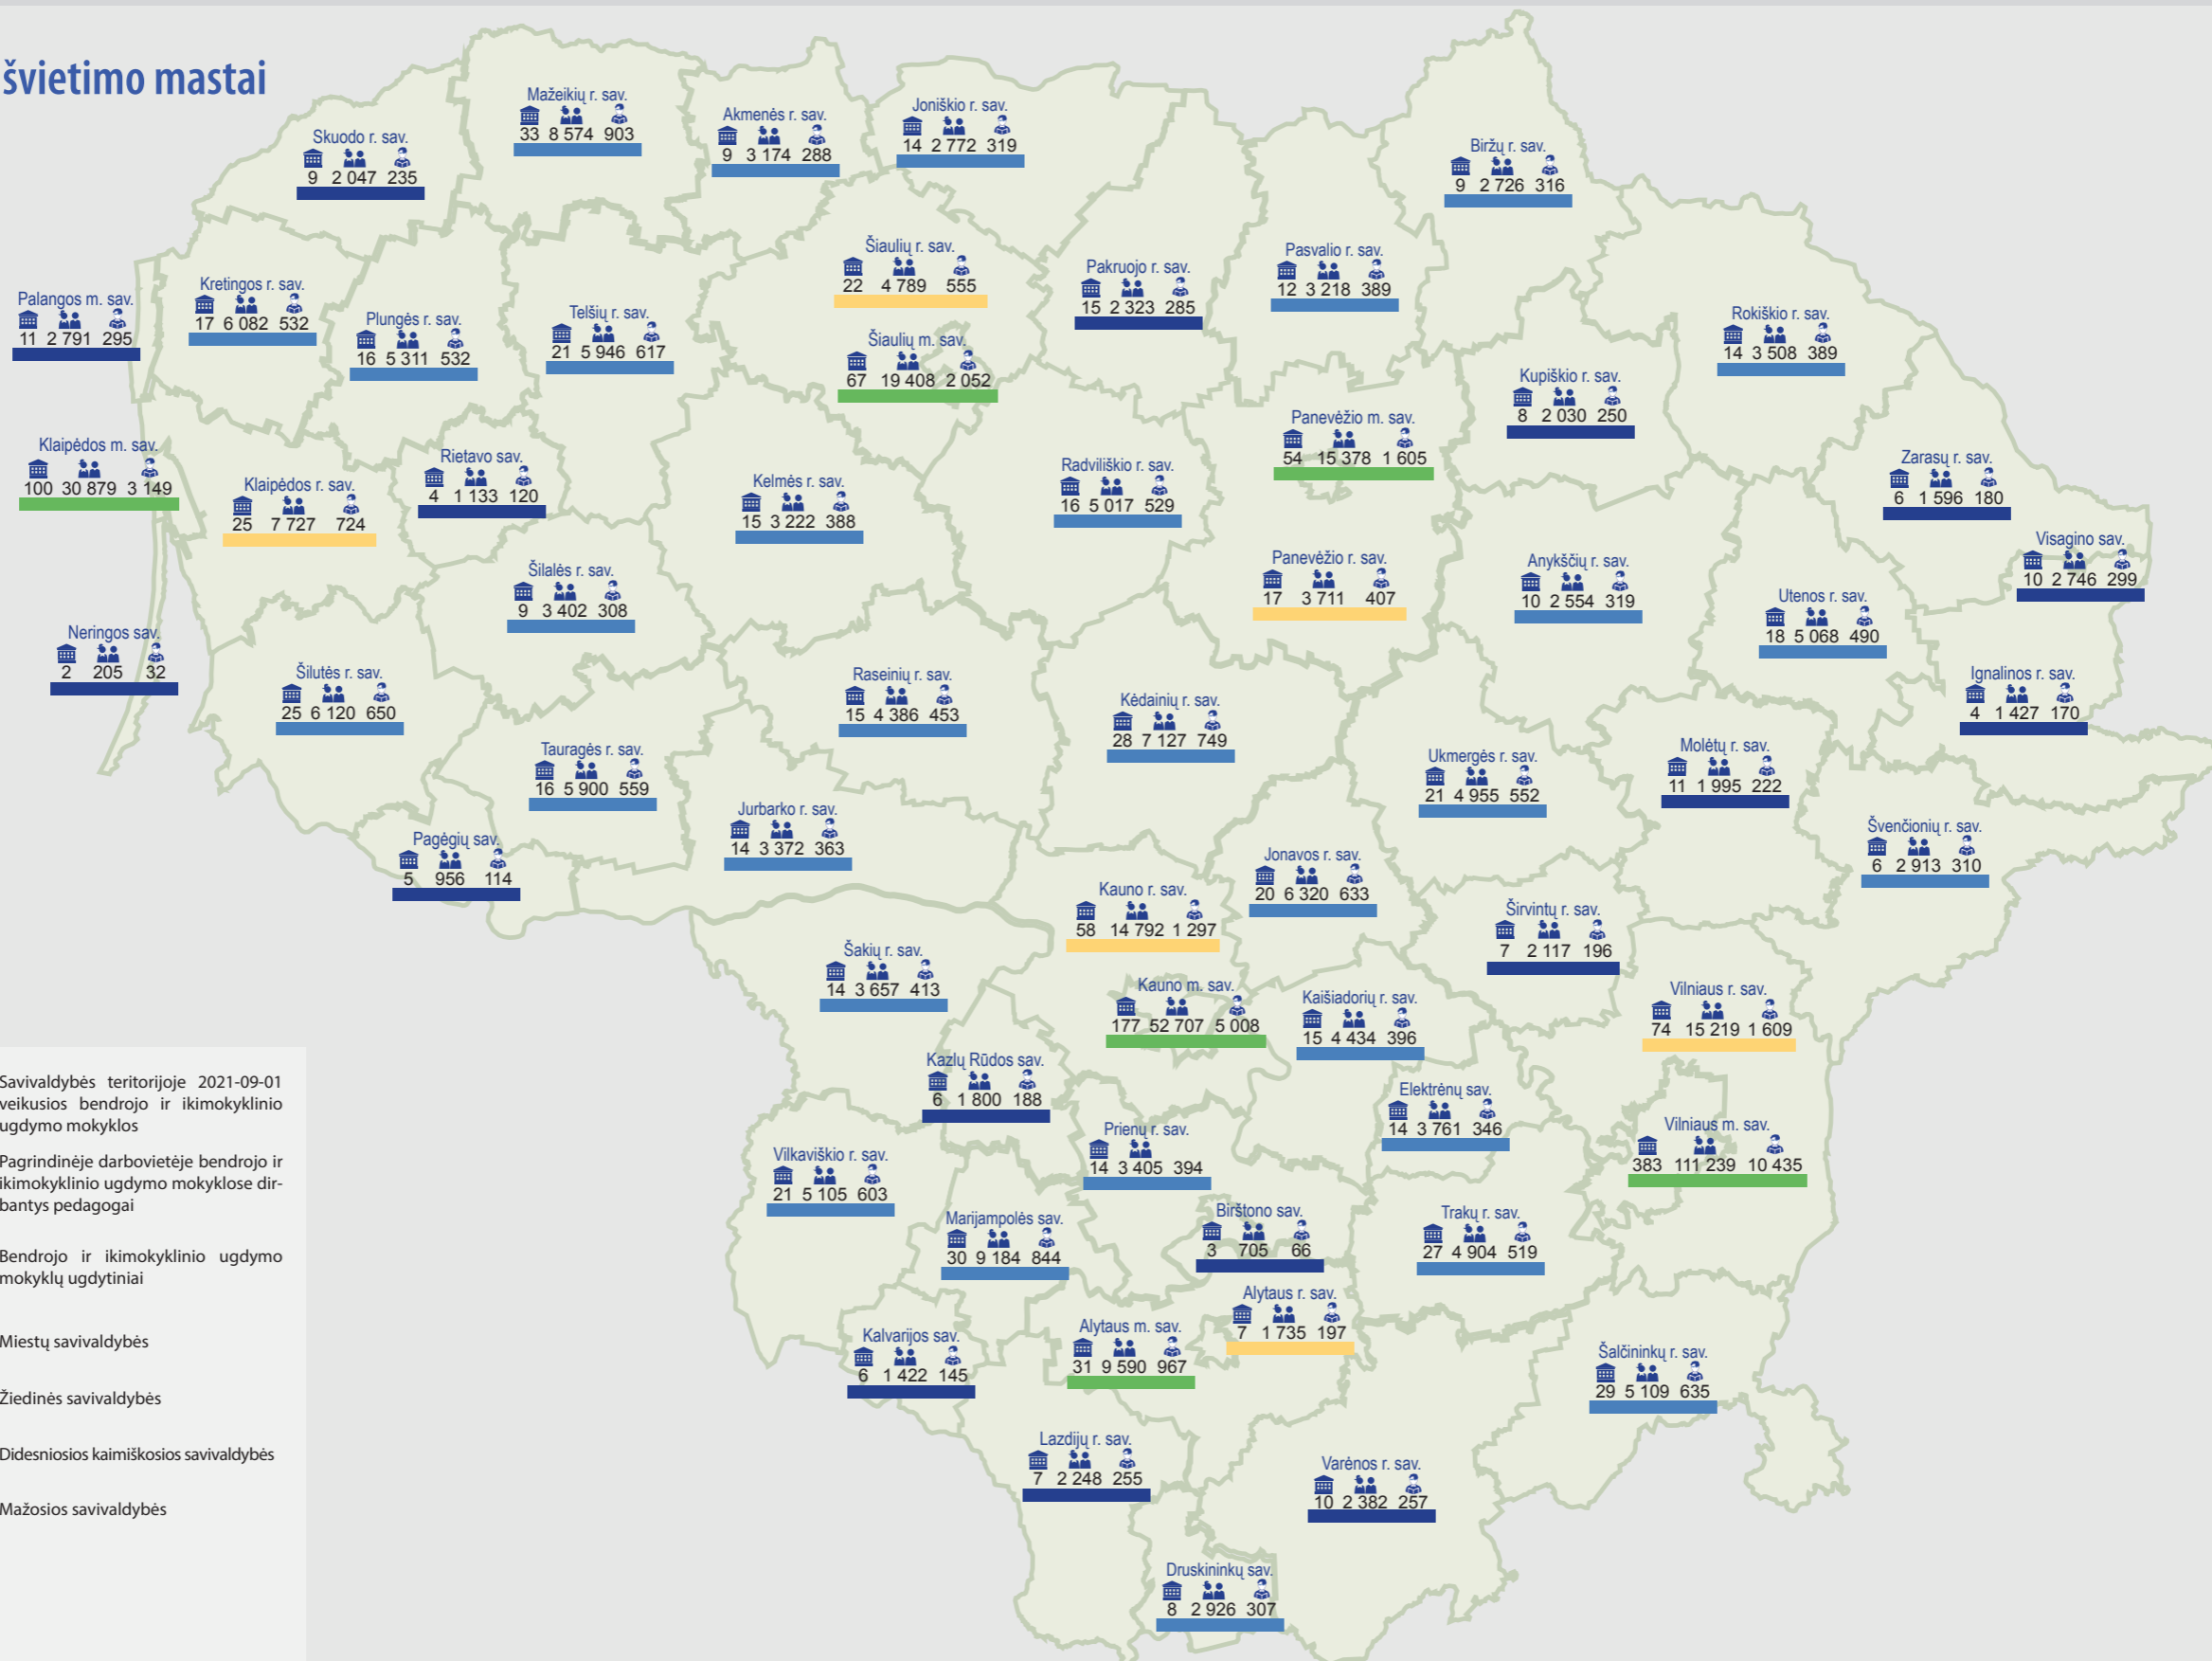 švietimo mastai
Mažeikių r. sav.
33 8 574 903
Akmenės r. sav.
9 3 174 288
Joniškio r. sav.
14 2 772 319
Skuodo r. sav.
9 2 047 235
Biržų r. sav.
9 2 726 316
Šiaulių r. sav.
22 4 789 555
Pakruojo r. sav.
15 2 323 285
Pasvalio r. sav.
12 3 218 389
Palangos m. sav.
11 2 791 295
Kretingos r. sav.
17 6 082 532
Plungės r. sav.
16 5 311 532
Telšių r. sav.
21 5 946 617
Rokiškio r. sav.
14 3 508 389
Šiaulių m. sav.
67 19 408 2 052
Kupiškio r. sav.
8 2 030 250
Panevėžio m. sav.
54 15 378 1 605
Klaipėdos m. sav.
100 30 879 3 149
Klaipėdos r. sav.
25 7 727 724
Rietavo sav.
4 1 133 120
Kelmės r. sav.
15 3 222 388
Radviliškio r. sav.
16 5 017 529
Zarasų r. sav.
6 1 596 180
Visagino sav.
10 2 746 299
Šilalės r. sav.
9 3 402 308
Panevėžio r. sav.
17 3 711 407
Anykščių r. sav.
10 2 554 319
Utenos r. sav.
18 5 068 490
Neringos sav.
2 205 32
Šilutės r. sav.
25 6 120 650
Raseinių r. sav.
15 4 386 453
Kėdainių r. sav.
28 7 127 749
Ignalinos r. sav.
4 1 427 170
Tauragės r. sav.
16 5 900 559
Ukmergės r. sav.
21 4 955 552
Molėtų r. sav.
11 1 995 222
Jurbarko r. sav.
14 3 372 363
Pagėgių sav.
5 956 114
Švenčionių r. sav.
6 2 913 310
Jonavos r. sav.
20 6 320 633
Kauno r. sav.
58 14 792 1 297
Širvintų r. sav.
7 2 117 196
Šakių r. sav.
14 3 657 413
Kauno m. sav.
177 52 707 5 008
Kaišiadorių r. sav.
15 4 434 396
Vilniaus r. sav.
74 15 219 1 609
Kazlų Rūdos sav.
6 1 800 188
Elektrėnų sav.
14 3 761 346
Prienų r. sav.
14 3 405 394
Vilniaus m. sav.
383 111 239 10 435
Vilkaviškio r. sav.
21 5 105 603
Marijampolės sav.
30 9 184 844
Birštono sav.
3 705 66
Trakų r. sav.
27 4 904 519
Alytaus r. sav.
7 1 735 197
Kalvarijos sav.
6 1 422 145
Alytaus m. sav.
31 9 590 967
Šalčininkų r. sav.
29 5 109 635
Lazdijų r. sav.
7 2 248 255
Varėnos r. sav.
10 2 382 257
Druskininkų sav.
8 2 926 307
Savivaldybės teritorijoje 2021-09-01
veikusios bendrojo ir ikimokyklinio
ugdymo mokyklos
Pagrindinėje darbovietėje bendrojo ir
ikimokyklinio ugdymo mokyklose dir-
bantys pedagogai
Bendrojo ir ikimokyklinio ugdymo
mokyklų ugdytiniai
Miestų savivaldybės
Žiedinės savivaldybės
Didesniosios kaimiškosios savivaldybės
Mažosios savivaldybės